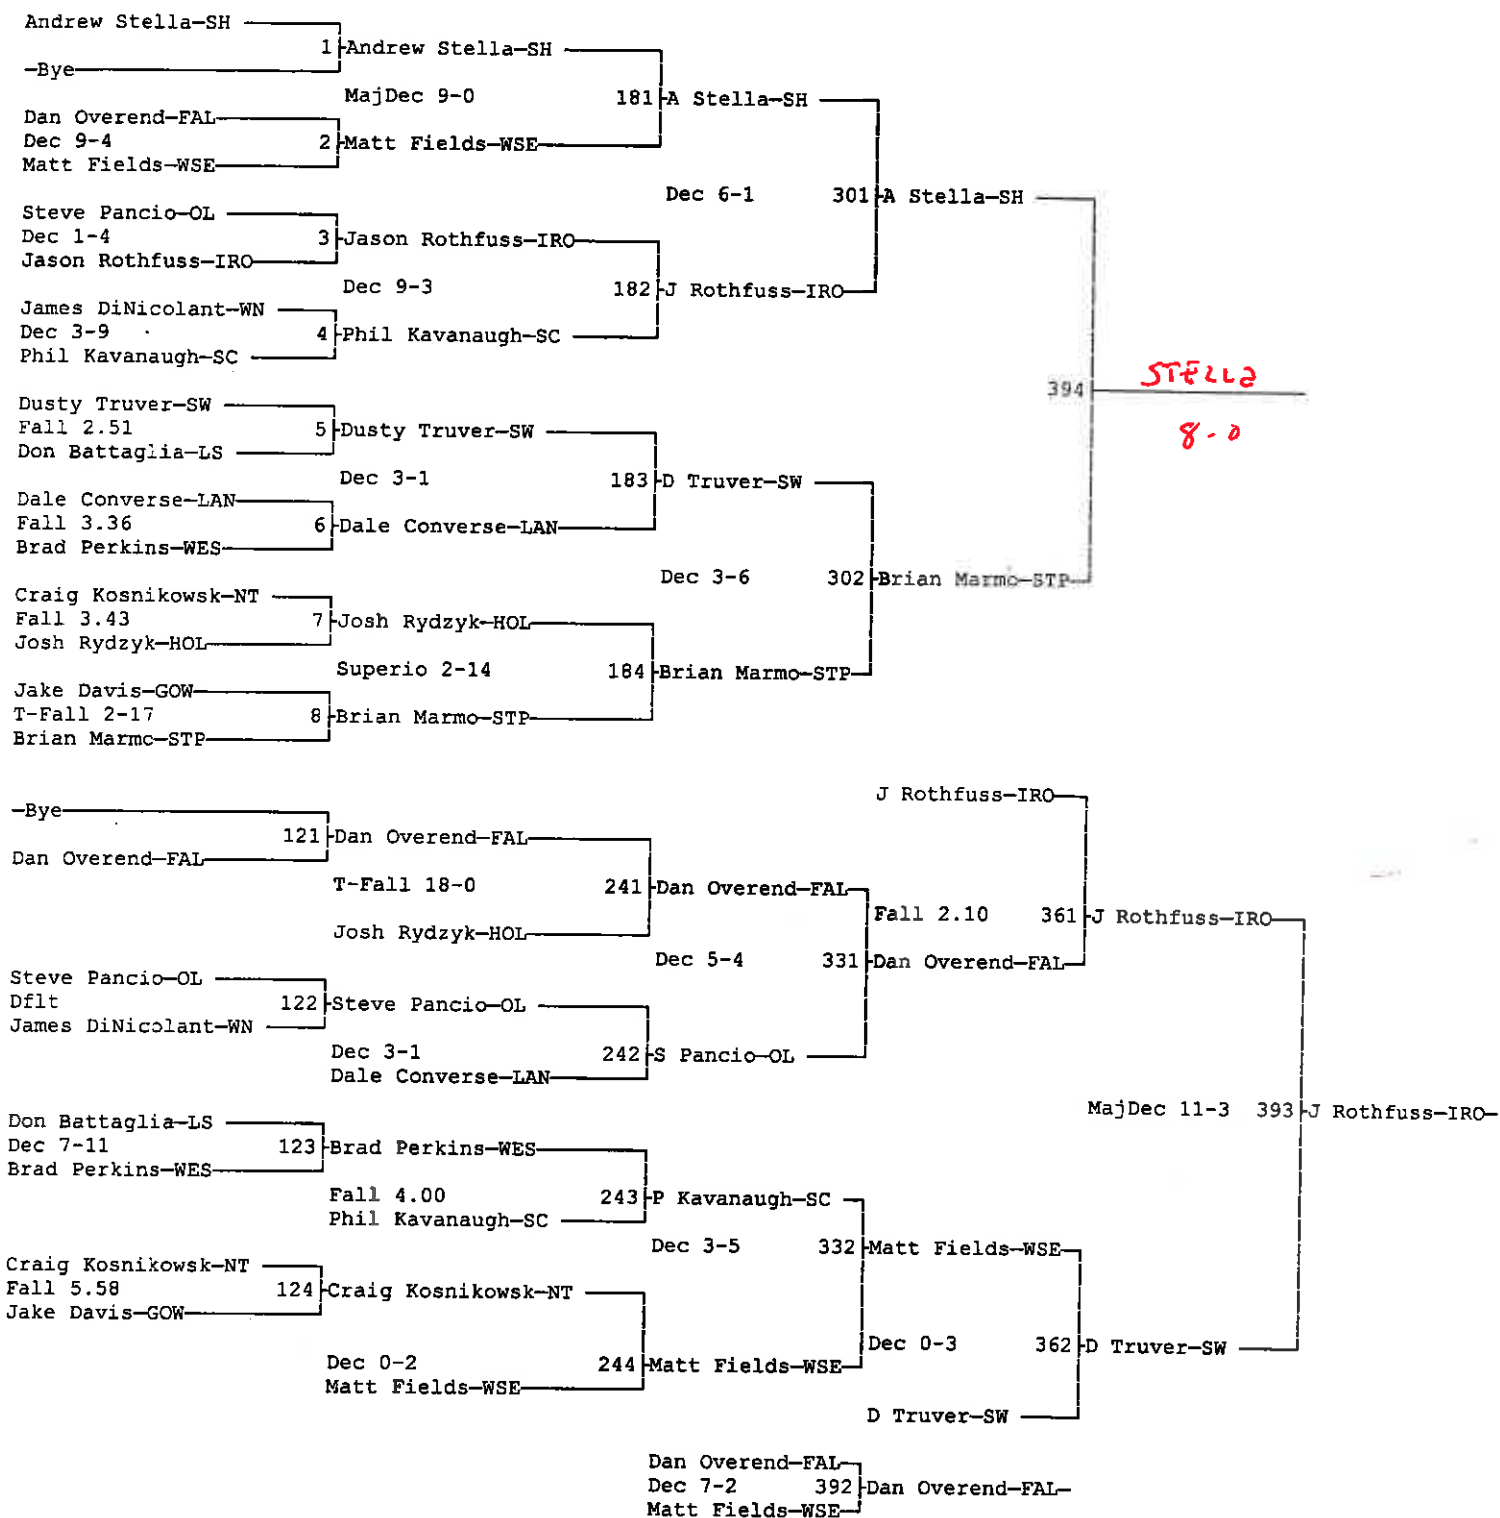 Andrew Stella-SH
1 Andrew Stella-SH
-Bye
MajDec 9-0 181 A Stella-SH
Dan Overend-FAL
Dec 9-4 2 Matt Fields-WSE
Matt Fields-WSE
Dec 6-1 301 A Stella-SH
Steve Pancio-OL
Dec 1-4 3 Jason Rothfuss-IRO
Jason Rothfuss-IRO
Dec 9-3 182 J Rothfuss-IRO
James DiNicolant-WN
Dec 3-9 4 Phil Kavanaugh-SC
Phil Kavanaugh-SC
394 STELLA
8-0
Dusty Truver-SW
Fall 2.51 5 Dusty Truver-SW
Don Battaglia-LS
Dec 3-1 183 D Truver-SW
Dale Converse-LAN
Fall 3.36 6 Dale Converse-LAN
Brad Perkins-WES
Dec 3-6 302 Brian Marmo-STP
Craig Kosnikowsk-NT
Fall 3.43 7 Josh Rydzyk-HOL
Josh Rydzyk-HOL
Superio 2-14 184 Brian Marmo-STP
Jake Davis-GOW
T-Fall 2-17 8 Brian Marmo-STP
Brian Marmo-STP
J Rothfuss-IRO
-Bye
121 Dan Overend-FAL
Dan Overend-FAL
T-Fall 18-0 241 Dan Overend-FAL
Fall 2.10 361 J Rothfuss-IRO
Josh Rydzyk-HOL
Dec 5-4 331 Dan Overend-FAL
Steve Pancio-OL
Dflt 122 Steve Pancio-OL
James DiNicolant-WN
Dec 3-1 242 S Pancio-OL
Dale Converse-LAN
MajDec 11-3 393 J Rothfuss-IRO-
Don Battaglia-LS
Dec 7-11 123 Brad Perkins-WES
Brad Perkins-WES
Fall 4.00 243 P Kavanaugh-SC
Phil Kavanaugh-SC
Dec 3-5 332 Matt Fields-WSE
Craig Kosnikowsk-NT
Fall 5.58 124 Craig Kosnikowsk-NT
Jake Davis-GOW
Dec 0-3 362 D Truver-SW
Dec 0-2 244 Matt Fields-WSE
Matt Fields-WSE
D Truver-SW
Dan Overend-FAL
Dec 7-2 392 Dan Overend-FAL-
Matt Fields-WSE